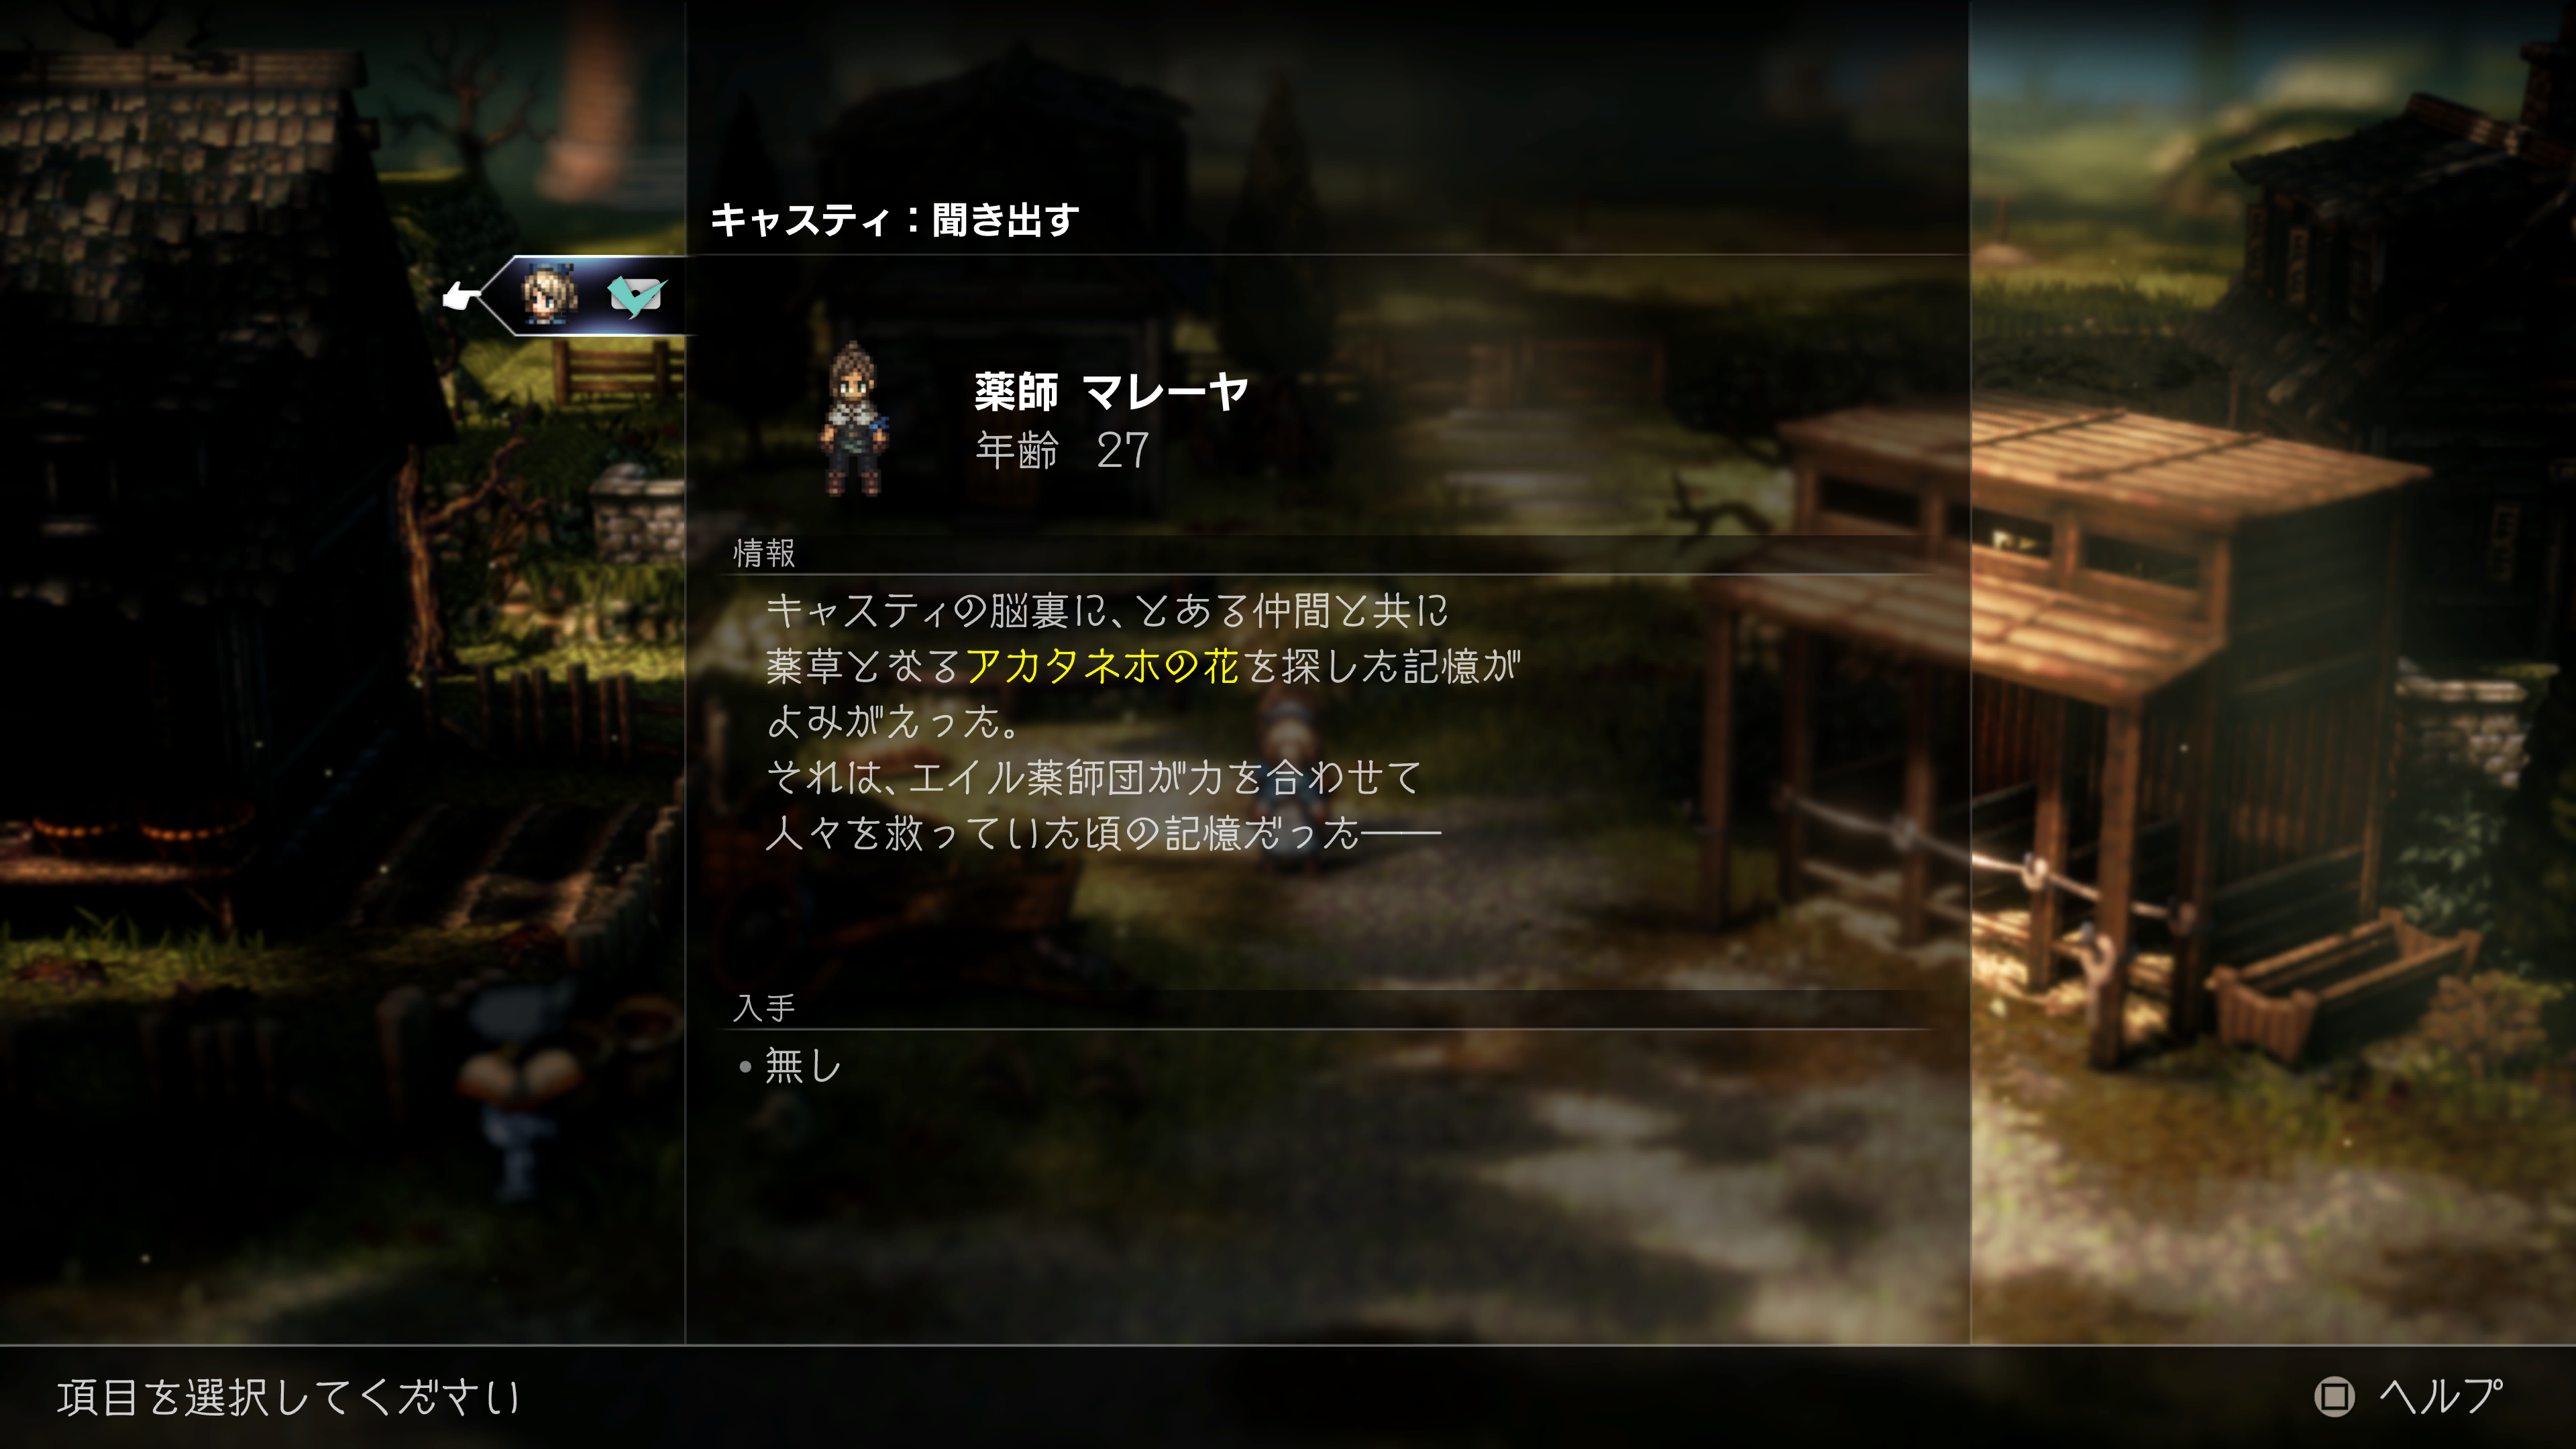 キャスティ：聞き出す
薬師 マレーヤ
年齢 27
情報
キャスティの脳裏に、とある仲間と共に
薬草となるアカタネホの花を探した記憶が
よみがえった。
それは、エイル薬師団が力を合わせて
人々を救っていた頃の記憶だった――
入手
・無し
項目を選択してください
ヘルプ